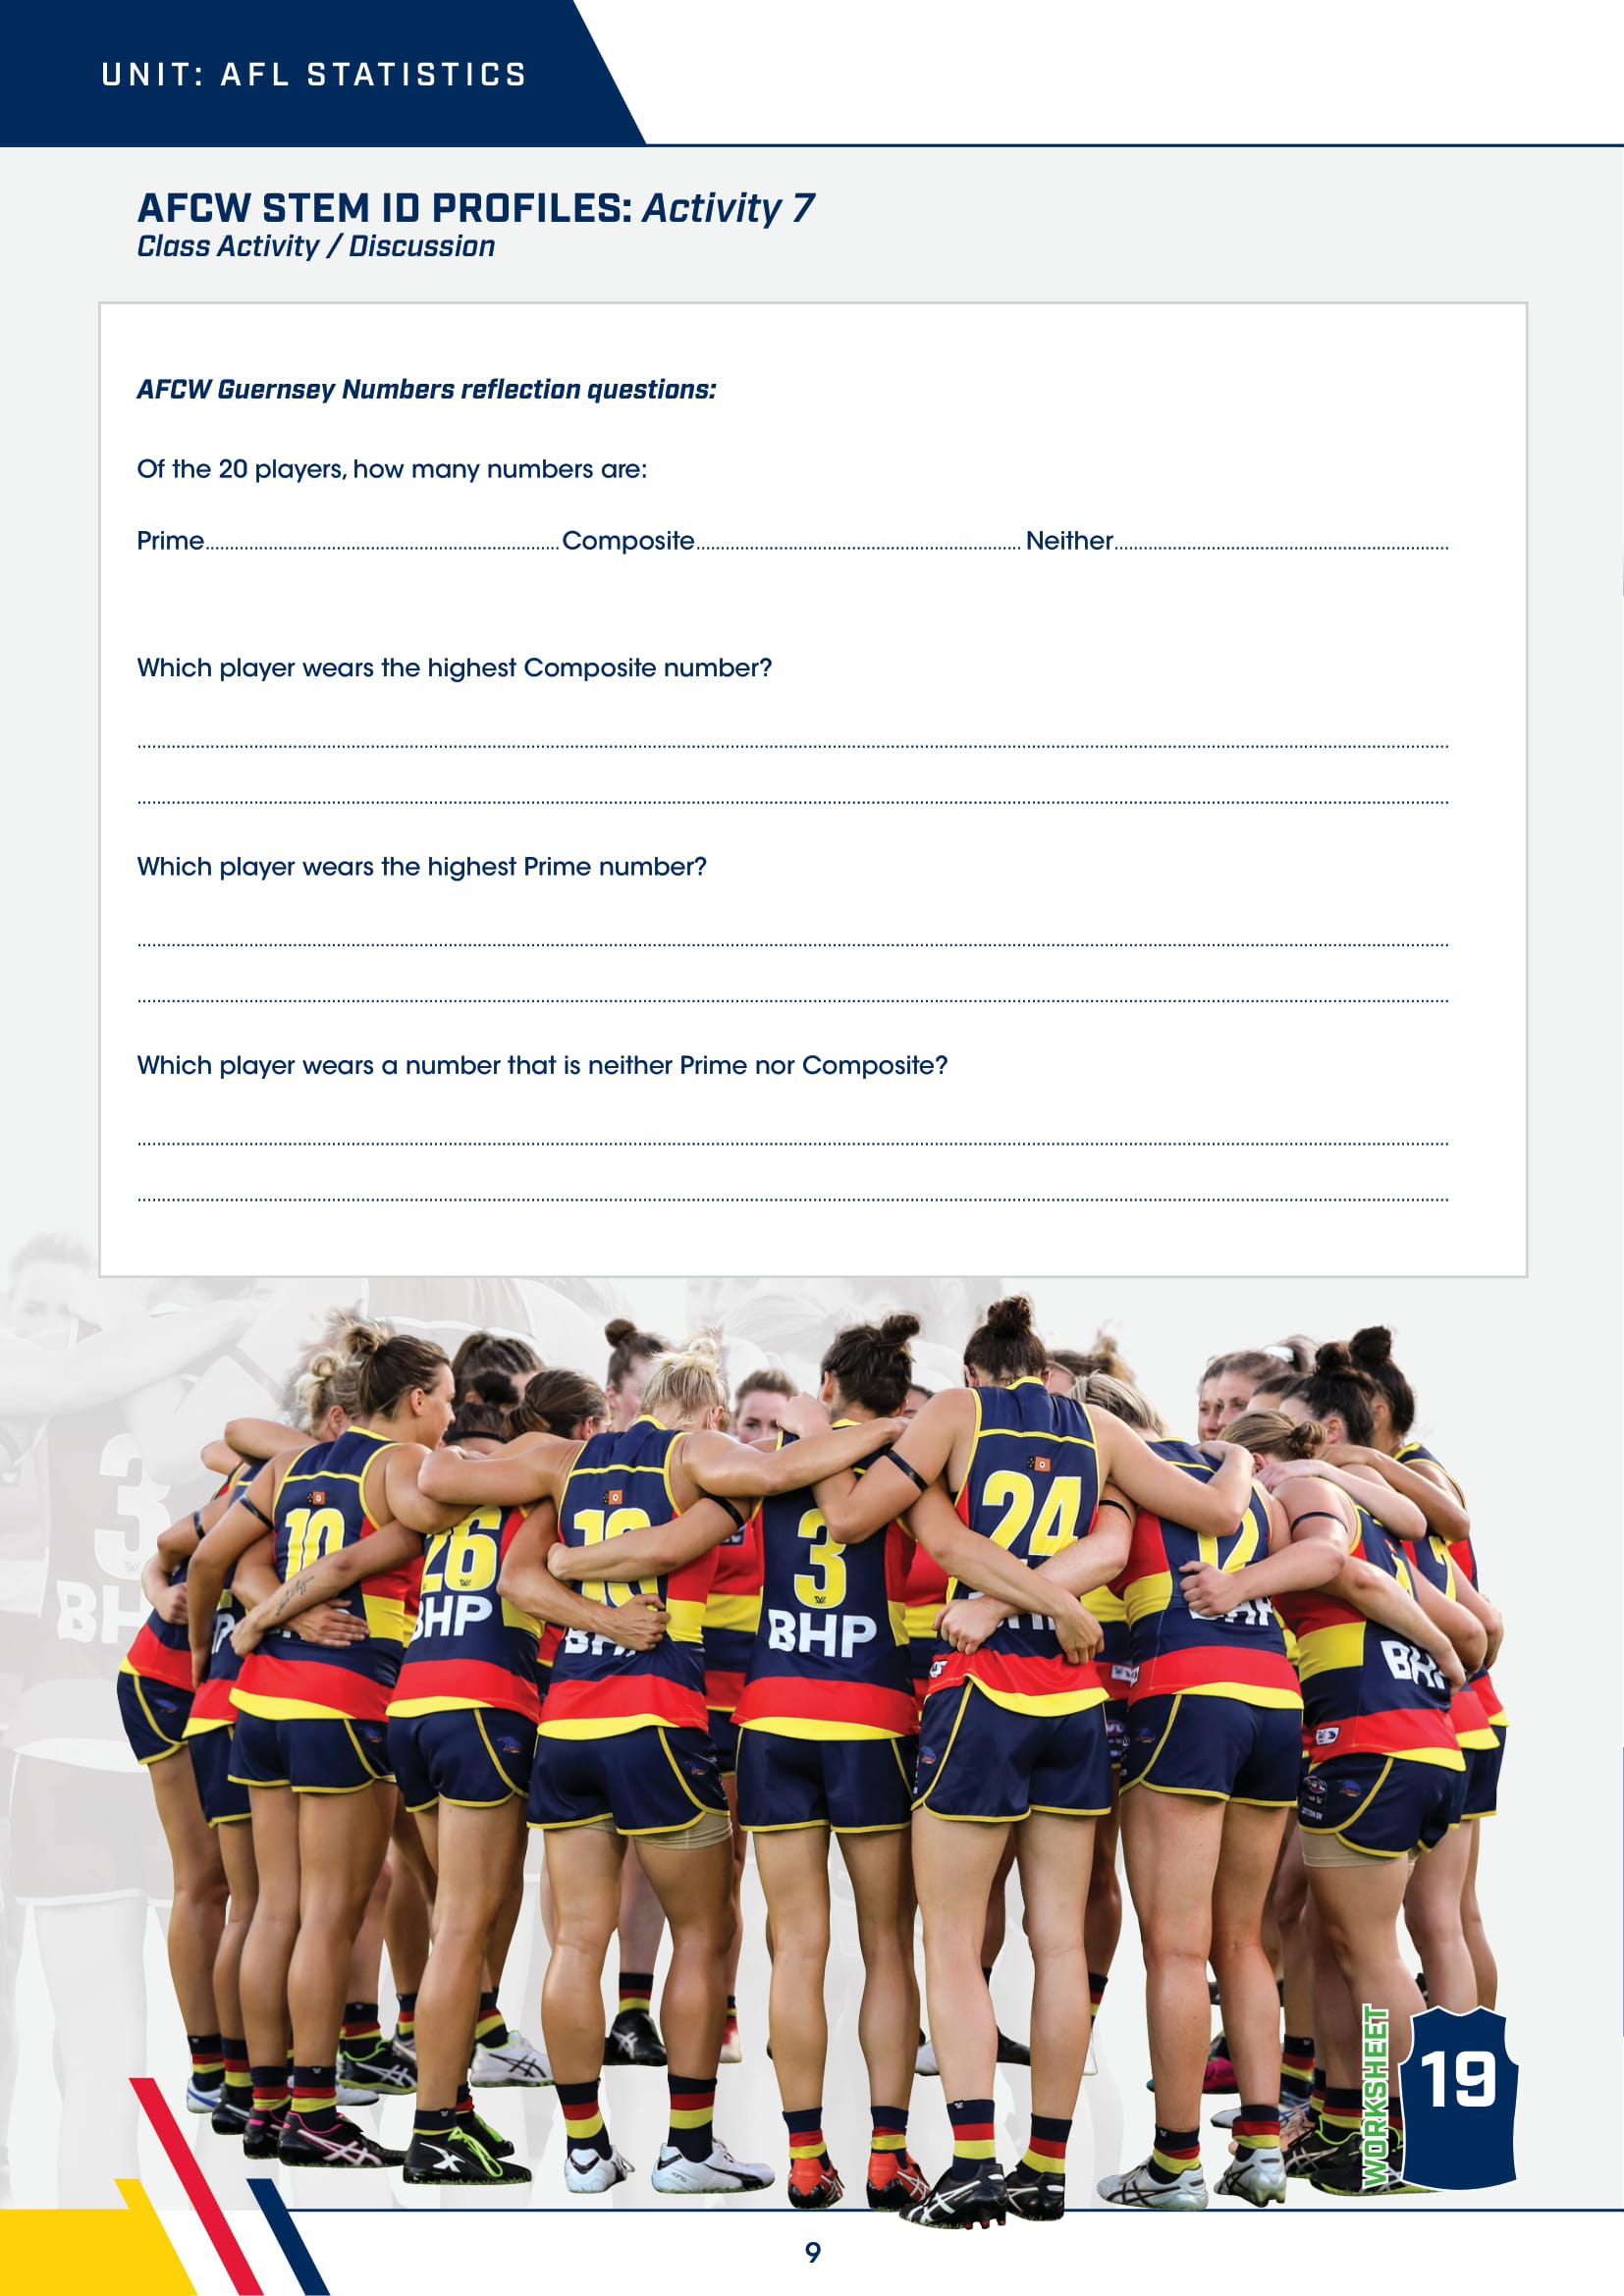 UNIT: AFL STATISTICS
AFCW STEM ID PROFILES: Activity 7
Class Activity / Discussion
AFCW Guernsey Numbers reflection questions:
Of the 20 players, how many numbers are:
Prime Composite Neither
Which player wears the highest Composite number?
Which player wears the highest Prime number?
Which player wears a number that is neither Prime nor Composite?
3
BH
10
26
BHP
3
BHP
24
WORKSHEET
19
9